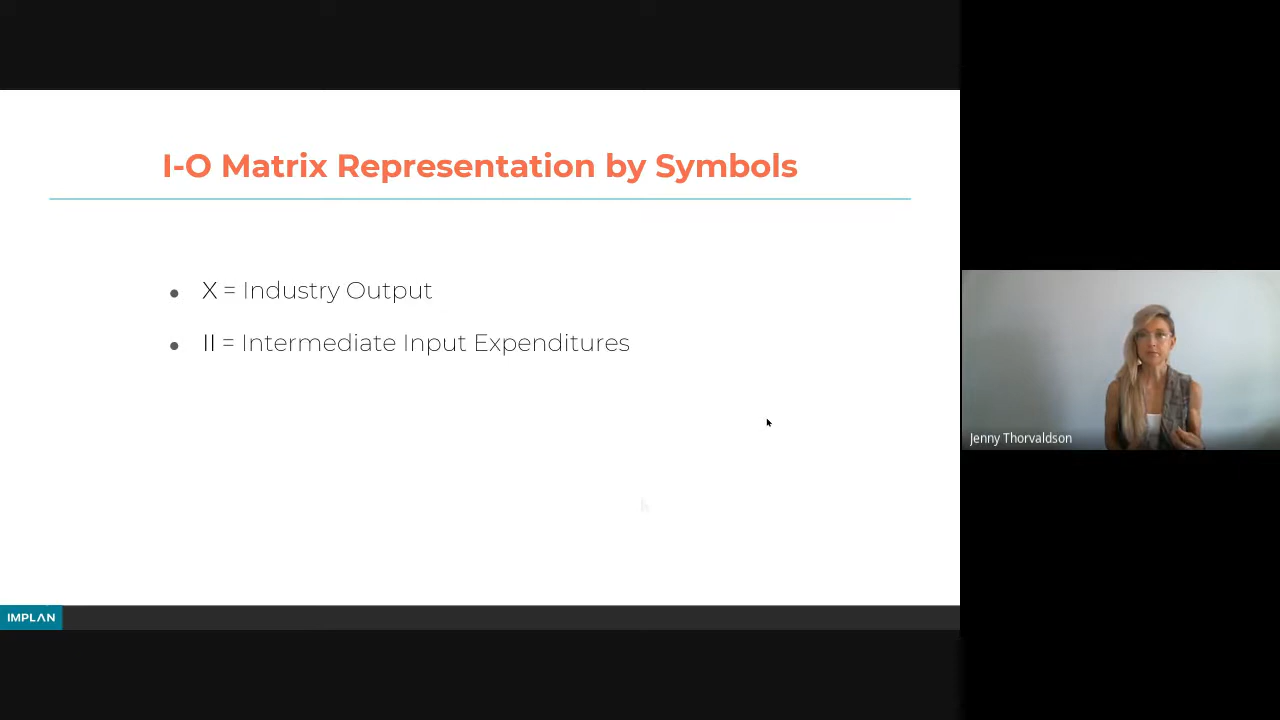 I-O Matrix Representation by Symbols
● X = Industry Output
● II = Intermediate Input Expenditures
Jenny Thorvaldson
IMPLAN